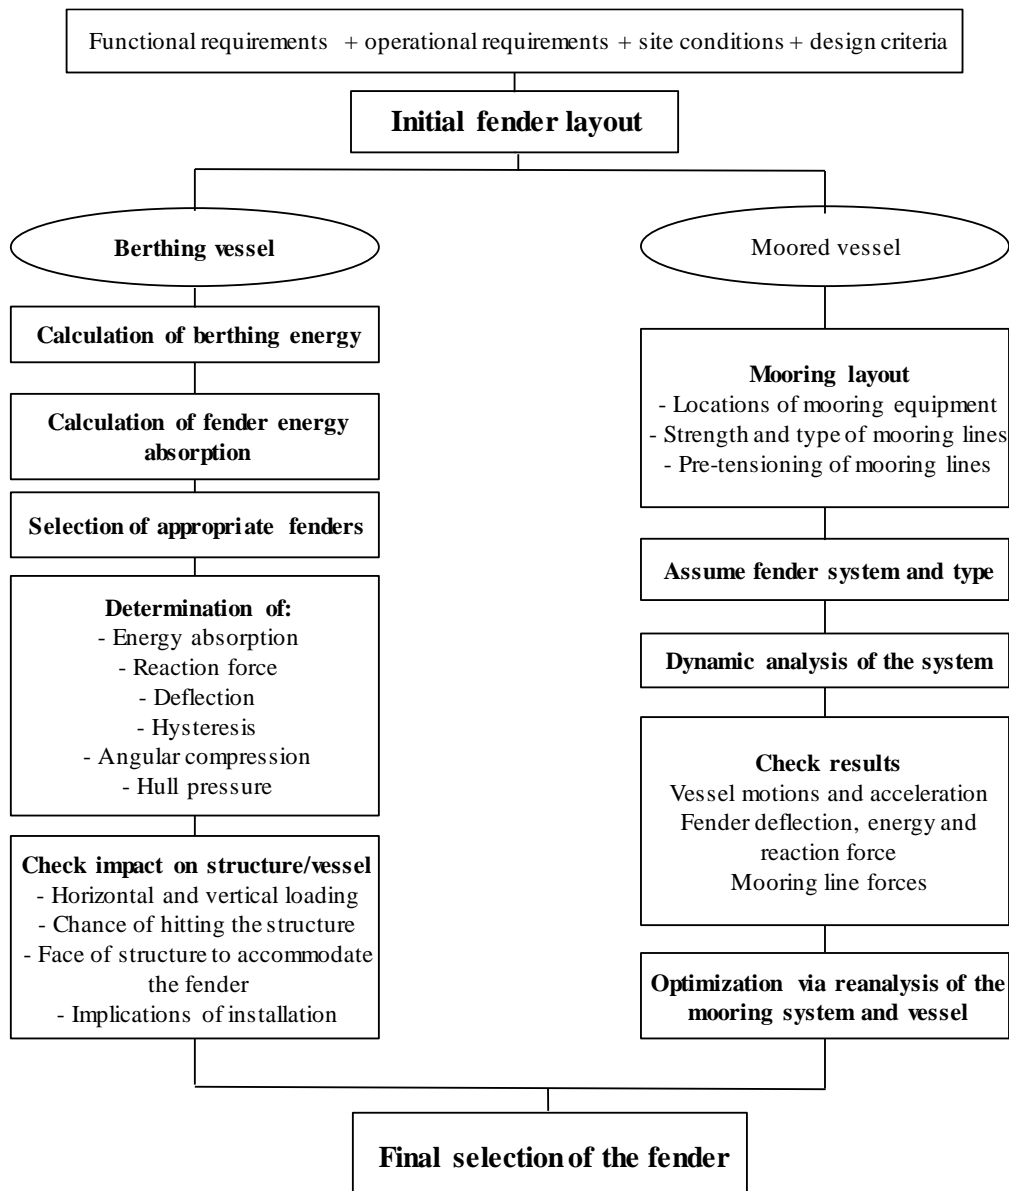 Functional requirements + operational requirements + site conditions + design criteria
Initial fender layout
Berthing vessel
Calculation of berthing energy
Calculation of fender energy
absorption
Selection of appropriate fenders
Determination of:
- Energy absorption
- Reaction force
- Deflection
- Hysteresis
- Angular compression
- Hull pressure
Check impact on structure/vessel
- Horizontal and vertical loading
- Chance of hitting the structure
- Face of structure to accommodate
the fender
- Implications of installation
Moored vessel
Mooring layout
- Locations of mooring equipment
- Strength and type of mooring lines
- Pre-tensioning of mooring lines
Assume fender system and type
Dynamic analysis of the system
Check results
Vessel motions and acceleration
Fender deflection, energy and
reaction force
Mooring line forces
Optimization via reanalysis of the
mooring system and vessel
Final selection of the fender